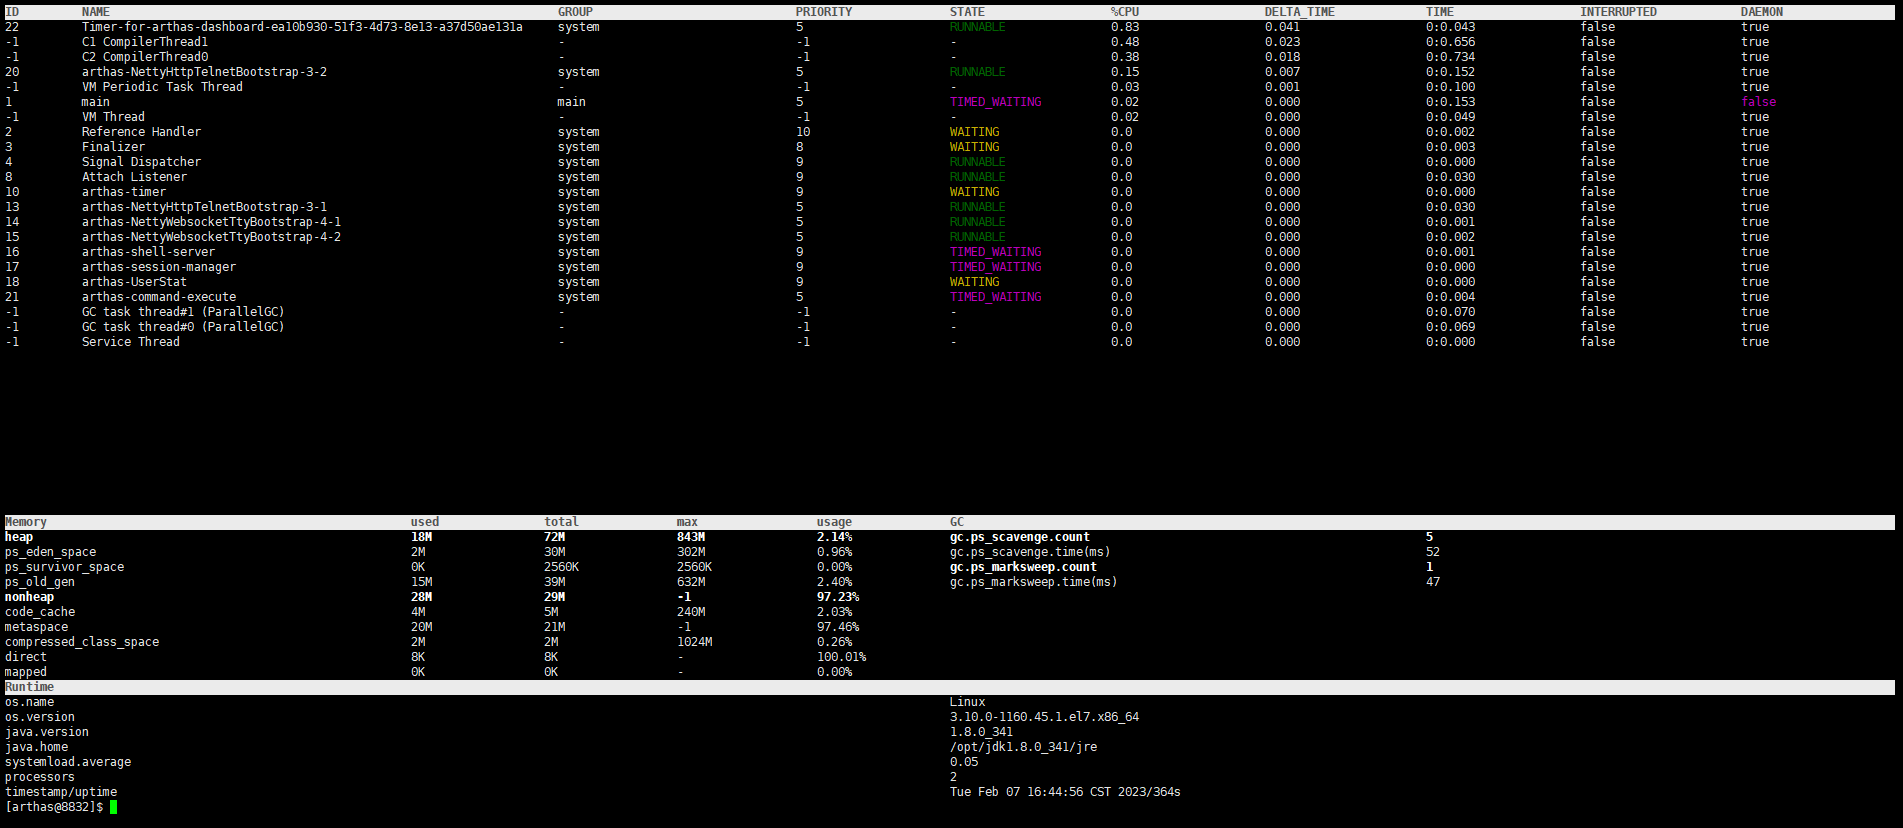 ID NAME GROUP PRIORITY STATE %CPU DELTA_TIME TIME INTERRUPTED DAEMON
22 Timer-for-arthas-dashboard-ea10b930-51f3-4d73-8e13-a37d50ae131a system 5 RUNNABLE 0.83 0.041 0:0.043 false true
-1 C1 CompilerThread1 - -1 - 0.48 0.023 0:0.656 false true
-1 C2 CompilerThread0 - -1 - 0.38 0.018 0:0.734 false true
20 arthas-NettyHttpTelnetBootstrap-3-2 system 5 RUNNABLE 0.15 0.007 0:0.152 false true
-1 VM Periodic Task Thread - -1 - 0.03 0.001 0:0.100 false true
1 main main 5 TIMED_WAITING 0.02 0.000 0:0.153 false false
-1 VM Thread - -1 - 0.02 0.000 0:0.049 false true
2 Reference Handler system 10 WAITING 0.0 0.000 0:0.002 false true
3 Finalizer system 8 WAITING 0.0 0.000 0:0.003 false true
4 Signal Dispatcher system 9 RUNNABLE 0.0 0.000 0:0.000 false true
8 Attach Listener system 9 RUNNABLE 0.0 0.000 0:0.030 false true
10 arthas-timer system 9 WAITING 0.0 0.000 0:0.000 false true
13 arthas-NettyHttpTelnetBootstrap-3-1 system 5 RUNNABLE 0.0 0.000 0:0.030 false true
14 arthas-NettyWebsocketTtyBootstrap-4-1 system 5 RUNNABLE 0.0 0.000 0:0.001 false true
15 arthas-NettyWebsocketTtyBootstrap-4-2 system 5 RUNNABLE 0.0 0.000 0:0.002 false true
16 arthas-shell-server system 9 TIMED_WAITING 0.0 0.000 0:0.001 false true
17 arthas-session-manager system 9 TIMED_WAITING 0.0 0.000 0:0.000 false true
18 arthas-UserStat system 9 WAITING 0.0 0.000 0:0.000 false true
21 arthas-command-execute system 5 TIMED_WAITING 0.0 0.000 0:0.004 false true
-1 GC task thread#1 (ParallelGC) - -1 - 0.0 0.000 0:0.070 false true
-1 GC task thread#0 (ParallelGC) - -1 - 0.0 0.000 0:0.069 false true
-1 Service Thread - -1 - 0.0 0.000 0:0.000 false true
Memory used total max usage GC
heap 18M 72M 843M 2.14% gc.ps_scavenge.count 5
ps_eden_space 2M 30M 302M 0.96% gc.ps_scavenge.time(ms) 52
ps_survivor_space 0K 2560K 2560K 0.00% gc.ps_marksweep.count 1
ps_old_gen 15M 39M 632M 2.40% gc.ps_marksweep.time(ms) 47
nonheap 28M 29M -1 97.23%
code_cache 4M 5M 240M 2.03%
metaspace 20M 21M -1 97.46%
compressed_class_space 2M 2M 1024M 0.26%
direct 8K 8K - 100.01%
mapped 0K 0K - 0.00%
Runtime
os.name Linux
os.version 3.10.0-1160.45.1.el7.x86_64
java.version 1.8.0_341
java.home /opt/jdk1.8.0_341/jre
systemload.average 0.05
processors 2
timestamp/uptime Tue Feb 07 16:44:56 CST 2023/364s
[arthas@8832]$